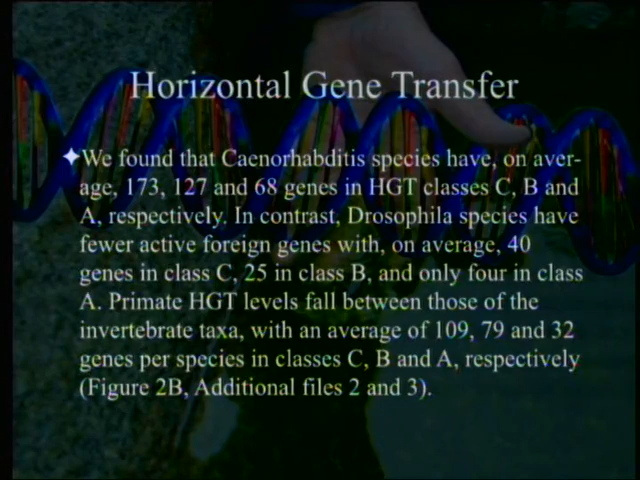 Horizontal Gene Transfer
We found that Caenorhabditis species have, on aver-
age, 173, 127 and 68 genes in HGT classes C, B and
A, respectively. In contrast, Drosophila species have
fewer active foreign genes with, on average, 40
genes in class C, 25 in class B, and only four in class
A. Primate HGT levels fall between those of the
invertebrate taxa, with an average of 109, 79 and 32
genes per species in classes C, B and A, respectively
(Figure 2B, Additional files 2 and 3).